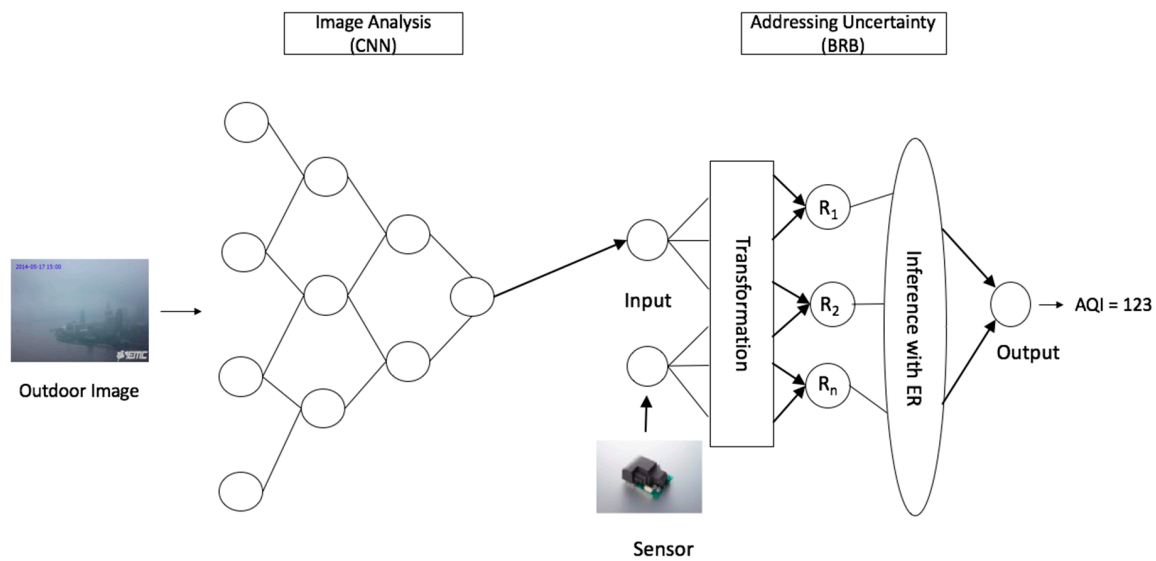 Image Analysis
(CNN)
Addressing Uncertainty
(BRB)
2014-05-17 15:00
Outdoor Image
Input
Sensor
Transformation
R1
R2
Rn
Inference with ER
Output
AQI = 123